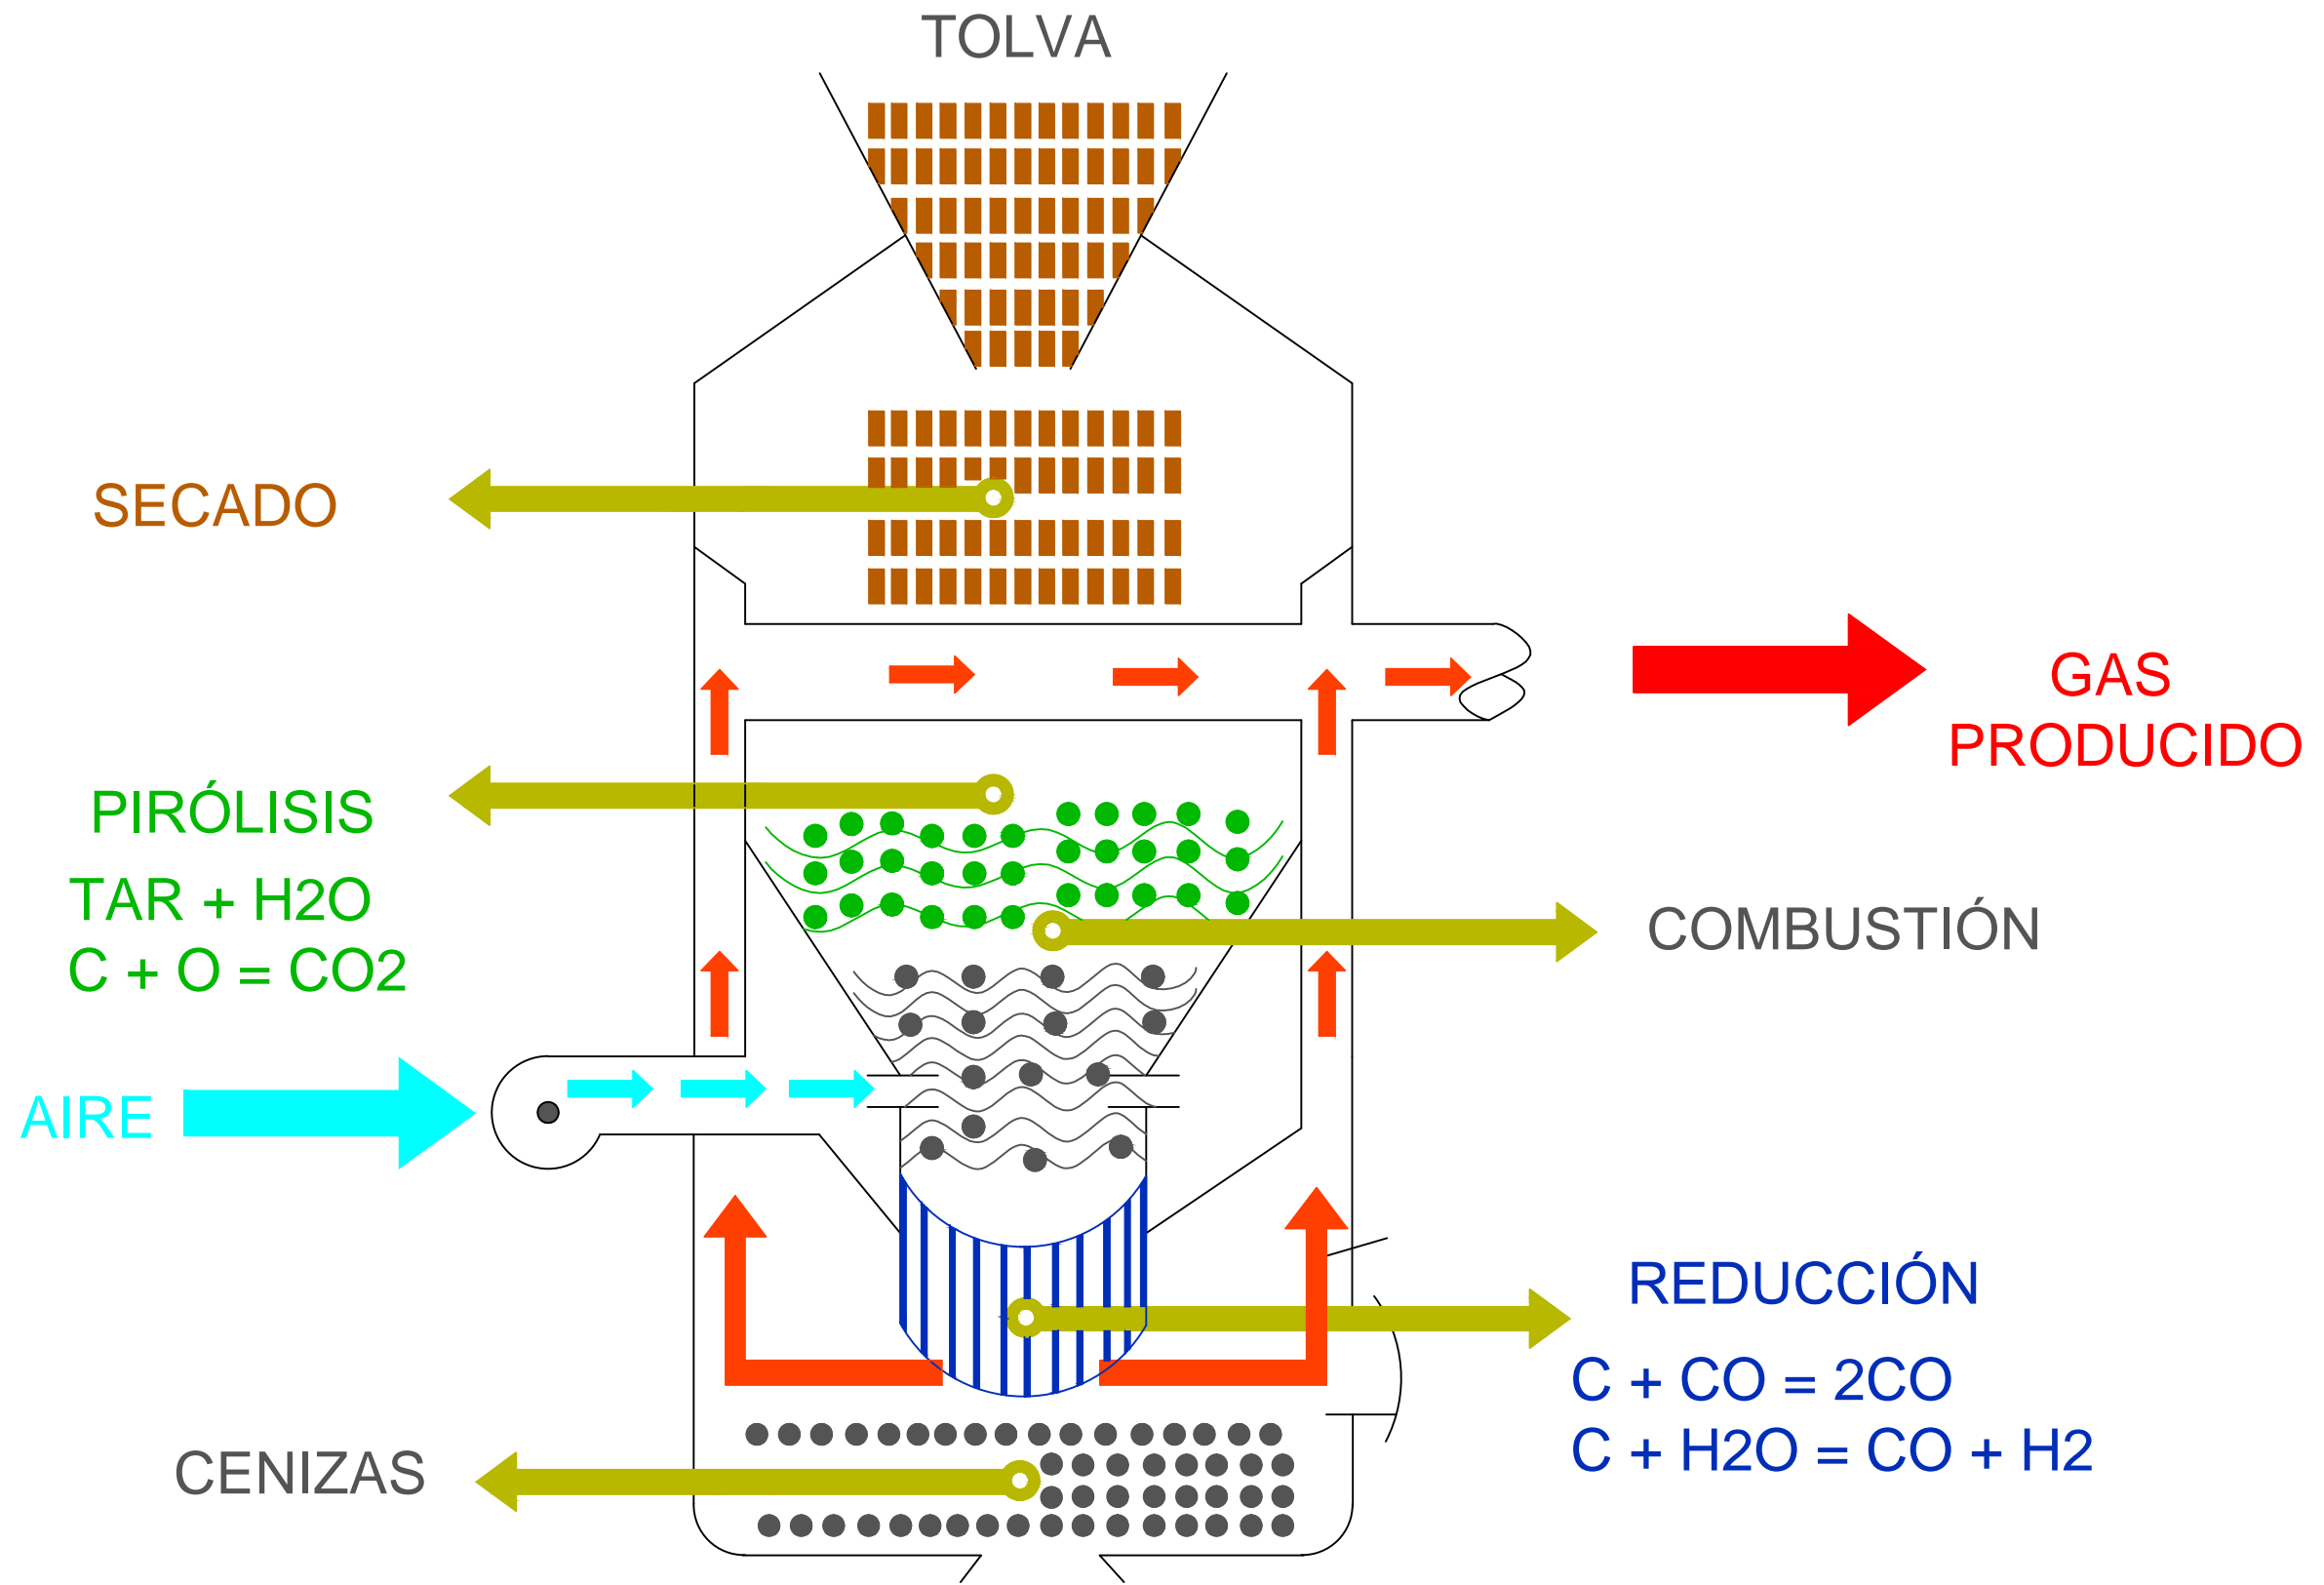 TOLVA
SECADO
GAS
PRODUCIDO
PIRÓLISIS
TAR + H2O
C + O = CO2
COMBUSTIÓN
AIRE
REDUCCIÓN
C + CO = 2CO
C + H2O = CO + H2
CENIZAS